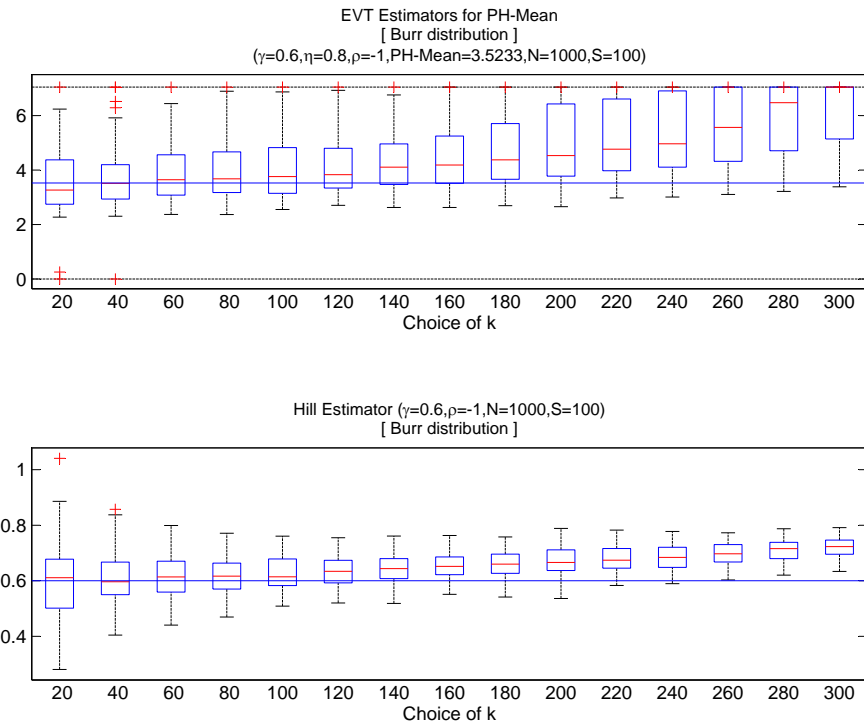 EVT Estimators for PH-Mean
[ Burr distribution ]
(γ=0.6,η=0.8,ρ=-1,PH-Mean=3.5233,N=1000,S=100)
6
4
2
0
20 40 60 80 100 120 140 160 180 200 220 240 260 280 300
Choice of k
Hill Estimator (γ=0.6,ρ=-1,N=1000,S=100)
[ Burr distribution ]
1
0.8
0.6
0.4
20 40 60 80 100 120 140 160 180 200 220 240 260 280 300
Choice of k